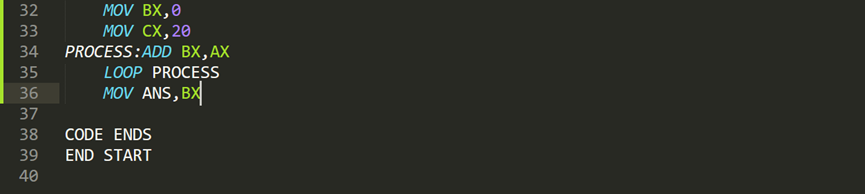 32 MOV BX,0
33 MOV CX,20
34 PROCESS:ADD BX,AX
35 LOOP PROCESS
36 MOV ANS,BX
37
38 CODE ENDS
39 END START
40